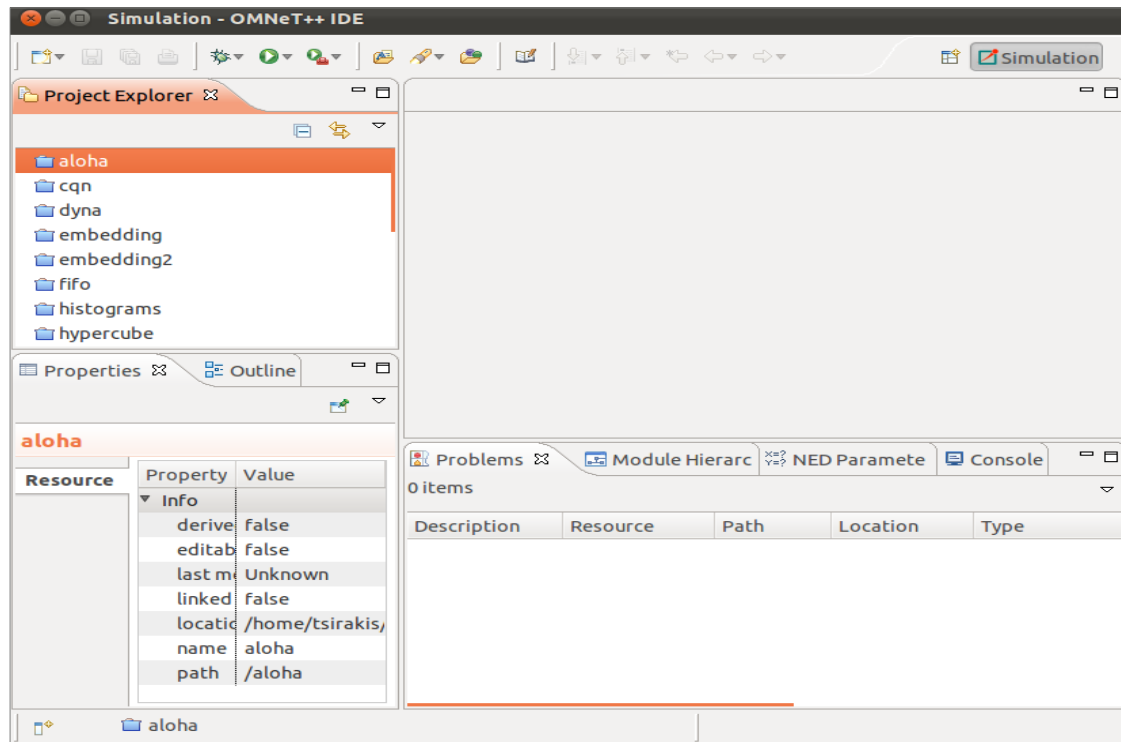 Simulation - OMNeT++ IDE
Simulation
Project Explorer
aloha
cqn
dyna
embedding
embedding2
fifo
histograms
hypercube
Properties
Outline
aloha
Resource
Property Value
Info
derive false
editab false
last m Unknown
linked false
locatio /home/tsirakis/
name aloha
path /aloha
Problems
Module Hierarc
NED Paramete
Console
0 items
Description Resource Path Location Type
aloha